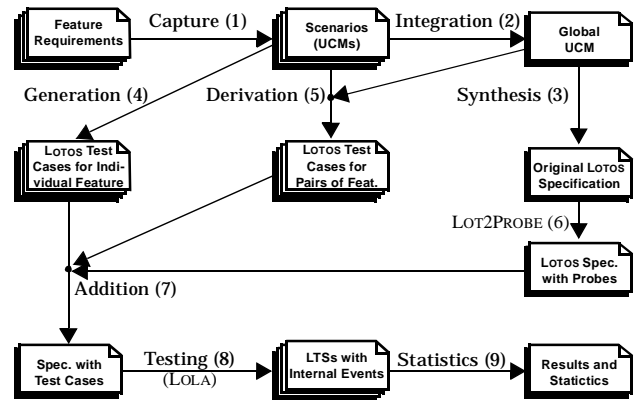 Feature
Requirements
Capture (1)
Scenarios
(UCMs)
Integration (2)
Global
UCM
Generation (4)
Derivation (5)
Synthesis (3)
LOTOS Test
Cases for Indi-
vidual Feature
LOTOS Test
Cases for
Pairs of Feat.
Original LOTOS
Specification
LOT2PROBE (6)
LOTOS Spec.
with Probes
Addition (7)
Spec. with
Test Cases
Testing (8)
(LOLA)
LTSs with
Internal Events
Statistics (9)
Results and
Statictics